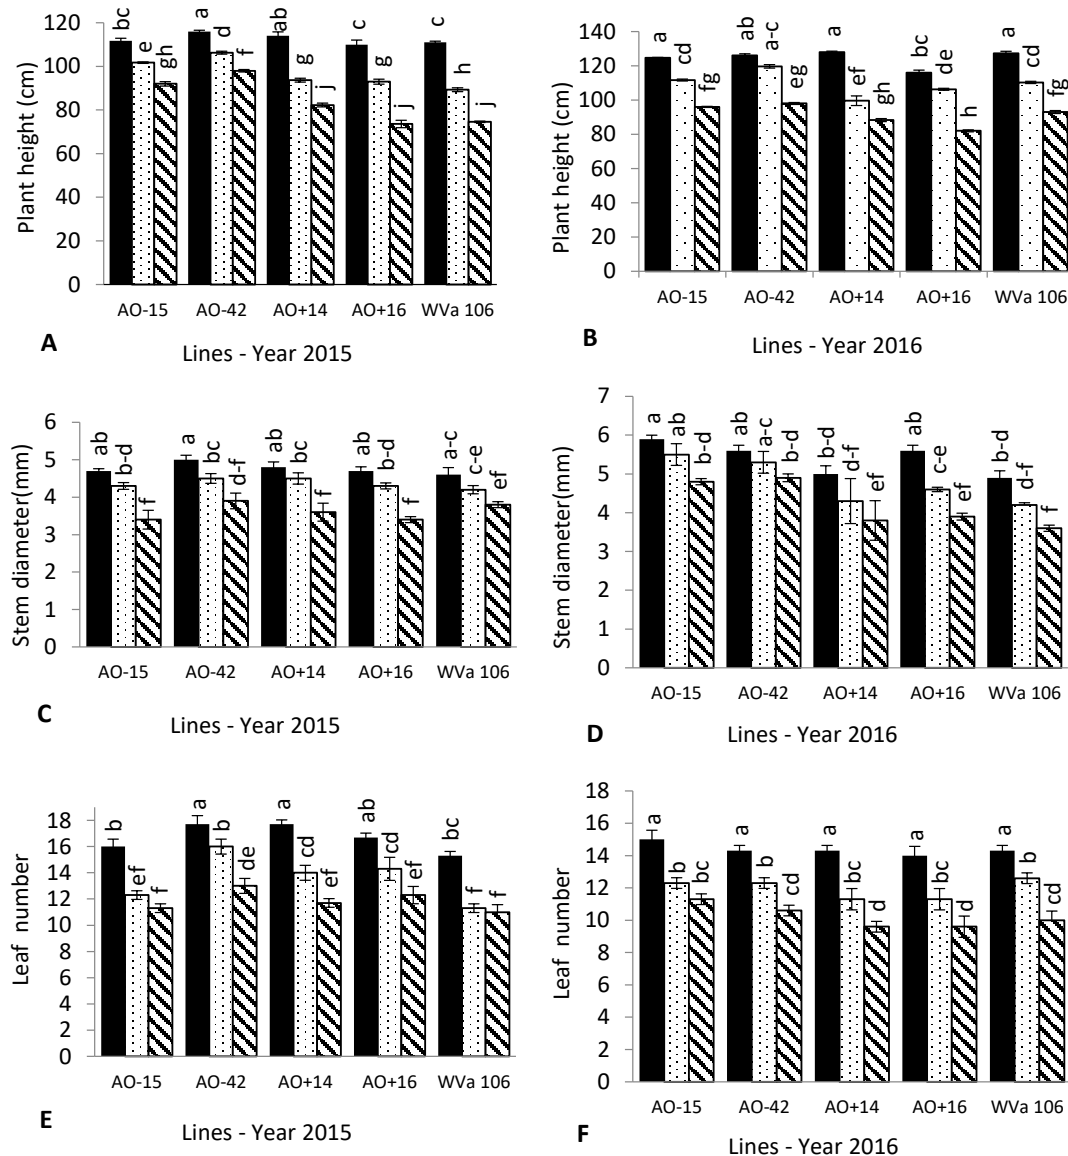 Plant height (cm)
120
100
80
60
40
20
0
bc e gh a d f ab g j c g j c h j
AO-15 AO-42 AO+14 AO+16 WVa 106
A
Lines - Year 2015
Plant height (cm)
140
120
100
80
60
40
20
0
a cd fg ab a-c eg a ef gh bc de h a cd fg
AO-15 AO-42 AO+14 AO+16 WVa 106
B
Lines - Year 2016
Stem diameter(mm)
6
5
4
3
2
1
0
ab b-d f a bc d-f ab bc f ab b-d f a-c c-e ef
AO-15 AO-42 AO+14 AO+16 WVa 106
C
Lines - Year 2015
Stem diameter(mm)
7
6
5
4
3
2
1
0
a ab b-d ab a-c b-d b-d d-f ef ab c-e ef ab d-f f
AO-15 AO-42 AO+14 AO+16 WVa 106
D
Lines - Year 2016
Leaf number
18
16
14
12
10
8
6
4
2
0
b ef f a b de a cd ef ab cd ef bc f f
AO-15 AO-42 AO+14 AO+16 WVa 106
E
Lines - Year 2015
Leaf number
18
16
14
12
10
8
6
4
2
0
a b bc a b cd a bc d a bc d a b cd
AO-15 AO-42 AO+14 AO+16 WVa 106
F
Lines - Year 2016